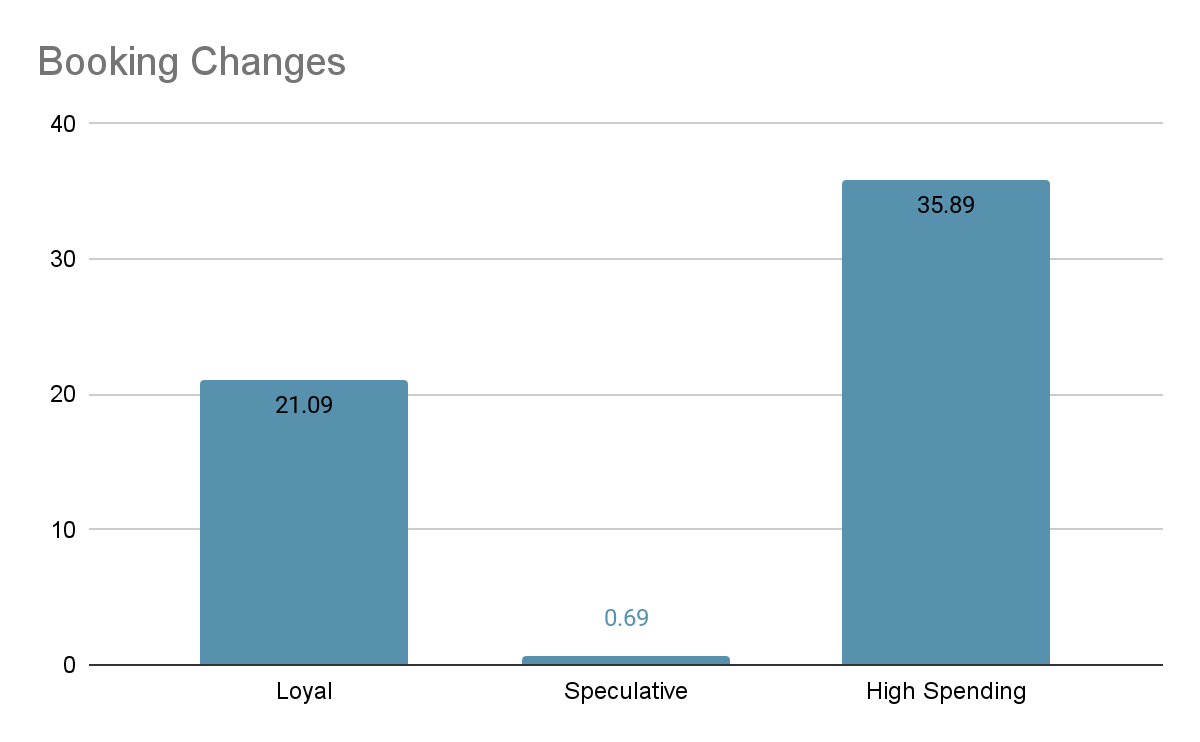 Booking Changes
40
30
20
10
0
21.09
0.69
35.89
Loyal
Speculative
High Spending